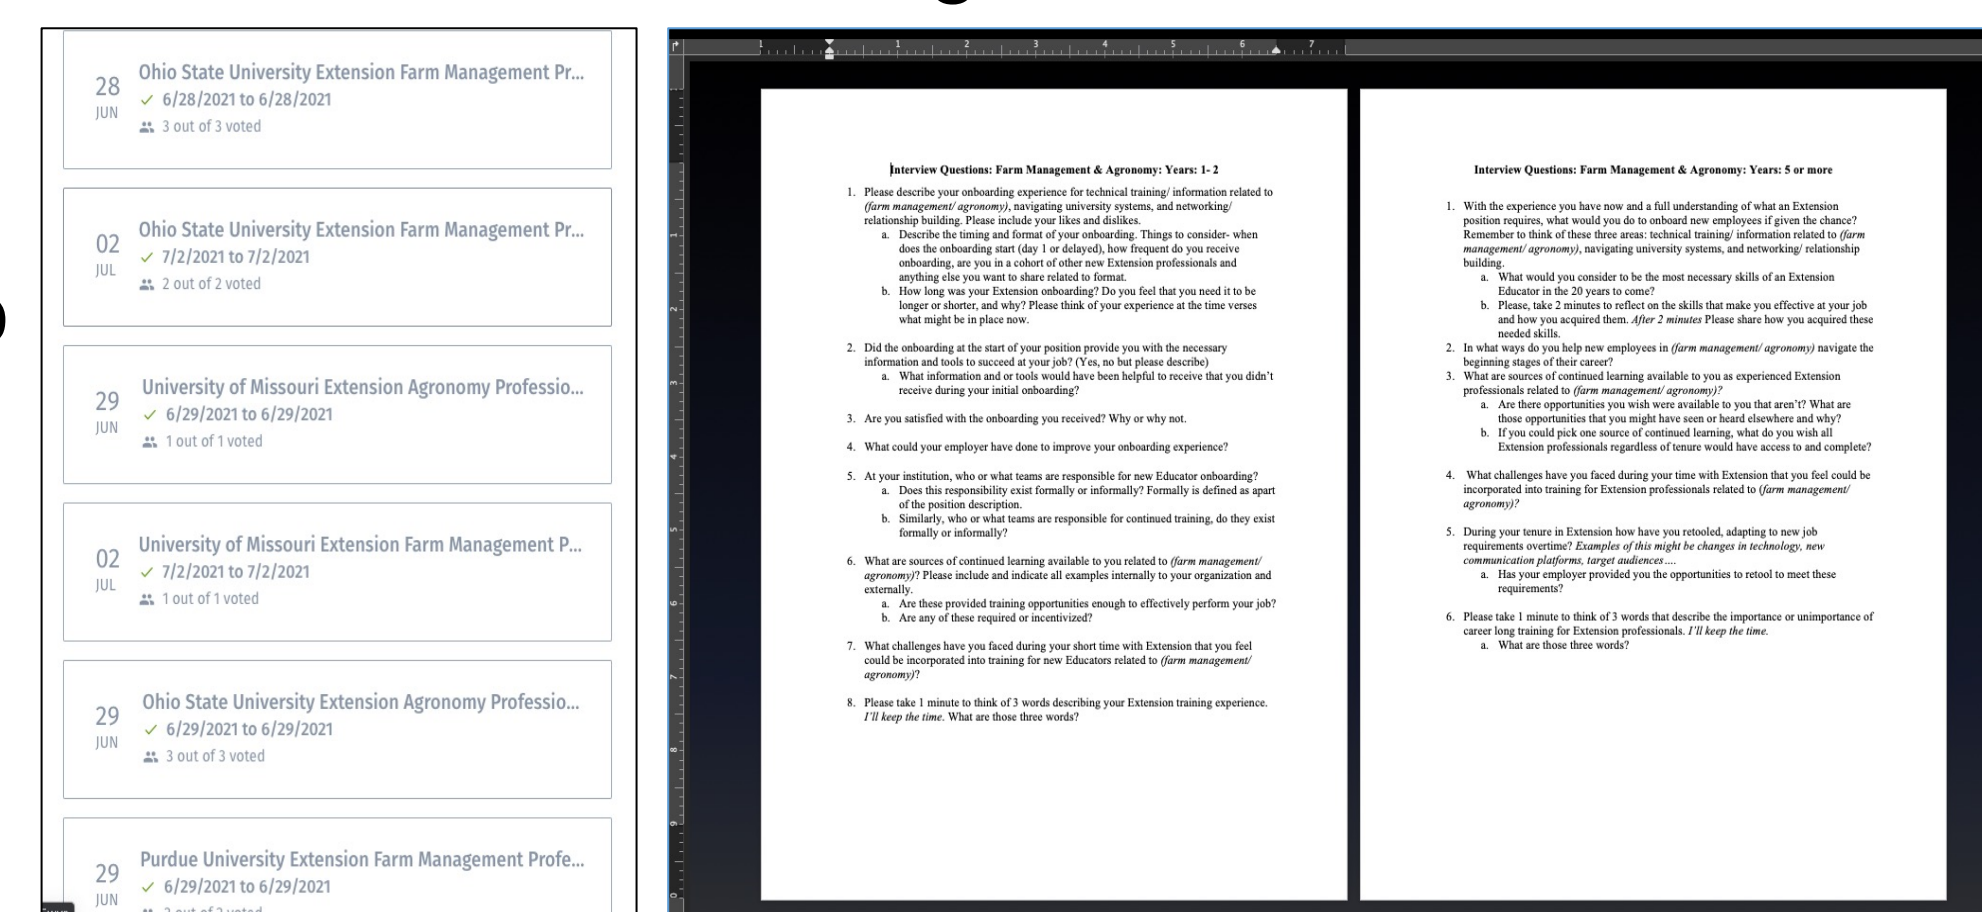 28
JUN
Ohio State University Extension Farm Management Pr...
6/28/2021 to 6/28/2021
3 out of 3 voted
02
JUL
Ohio State University Extension Farm Management Pr...
7/2/2021 to 7/2/2021
2 out of 2 voted
29
JUN
University of Missouri Extension Agronomy Professio...
6/29/2021 to 6/29/2021
1 out of 1 voted
02
JUL
University of Missouri Extension Farm Management P...
7/2/2021 to 7/2/2021
1 out of 1 voted
29
JUN
Ohio State University Extension Agronomy Professio...
6/29/2021 to 6/29/2021
3 out of 3 voted
29
JUN
Purdue University Extension Farm Management Profe...
6/29/2021 to 6/29/2021
1 1 2 3 4 5 6 7
Interview Questions: Farm Management & Agronomy: Years: 1- 2
1. Please describe your onboarding experience for technical training/ information related to
(farm management/ agronomy), navigating university systems, and networking/
relationship building. Please include your likes and dislikes.
a. Describe the timing and format of your onboarding. Things to consider- when
does the onboarding start (day 1 or delayed), how frequent do you receive
onboarding, are you in a cohort of other new Extension professionals and
anything else you want to share related to format.
b. How long was your Extension onboarding? Do you feel that you need it to be
longer or shorter, and why? Please think of your experience at the time verses
what might be in place now.
2. Did the onboarding at the start of your position provide you with the necessary
information and tools to succeed at your job? (Yes, no but please describe)
a. What information and or tools would have been helpful to receive that you didn't
receive during your initial onboarding?
3. Are you satisfied with the onboarding you received? Why or why not.
4. What could your employer have done to improve your onboarding experience?
5. At your institution, who or what teams are responsible for new Educator onboarding?
a. Does this responsibility exist formally or informally? Formally is defined as apart
of the position description.
b. Similarly, who or what teams are responsible for continued training, do they exist
formally or informally?
6. What are sources of continued learning available to you related to (farm management/
agronomy)? Please include and indicate all examples internally to your organization and
externally.
a. Are these provided training opportunities enough to effectively perform your job?
b. Are any of these required or incentivized?
7. What challenges have you faced during your short time with Extension that you feel
could be incorporated into training for new Educators related to (farm management/
agronomy)?
8. Please take 1 minute to think of 3 words describing your Extension training experience.
I'll keep the time. What are those three words?
Interview Questions: Farm Management & Agronomy: Years: 5 or more
1. With the experience you have now and a full understanding of what an Extension
position requires, what would you do to onboard new employees if given the chance?
Remember to think of these three areas: technical training/ information related to (farm
management/ agronomy), navigating university systems, and networking/ relationship
building.
a. What would you consider to be the most necessary skills of an Extension
Educator in the 20 years to come?
b. Please, take 2 minutes to reflect on the skills that make you effective at your job
and how you acquired them. After 2 minutes Please share how you acquired these
needed skills.
2. In what ways do you help new employees in (farm management/ agronomy) navigate the
beginning stages of their career?
3. What are sources of continued learning available to you as experienced Extension
professionals related to (farm management/ agronomy)?
a. Are there opportunities you wish were available to you that aren't? What are
those opportunities that you might have seen or heard elsewhere and why?
b. If you could pick one source of continued learning, what do you wish all
Extension professionals regardless of tenure would have access to and complete?
4. What challenges have you faced during your time with Extension that you feel could be
incorporated into training for Extension professionals related to (farm management/
agronomy)?
5. During your tenure in Extension how have you retooled, adapting to new job
requirements overtime? Examples of this might be changes in technology, new
communication platforms, target audiences....
a. Has your employer provided you the opportunities to retool to meet these
requirements?
6. Please take 1 minute to think of 3 words that describe the importance or unimportance of
career long training for Extension professionals. I'll keep the time.
a. What are those three words?